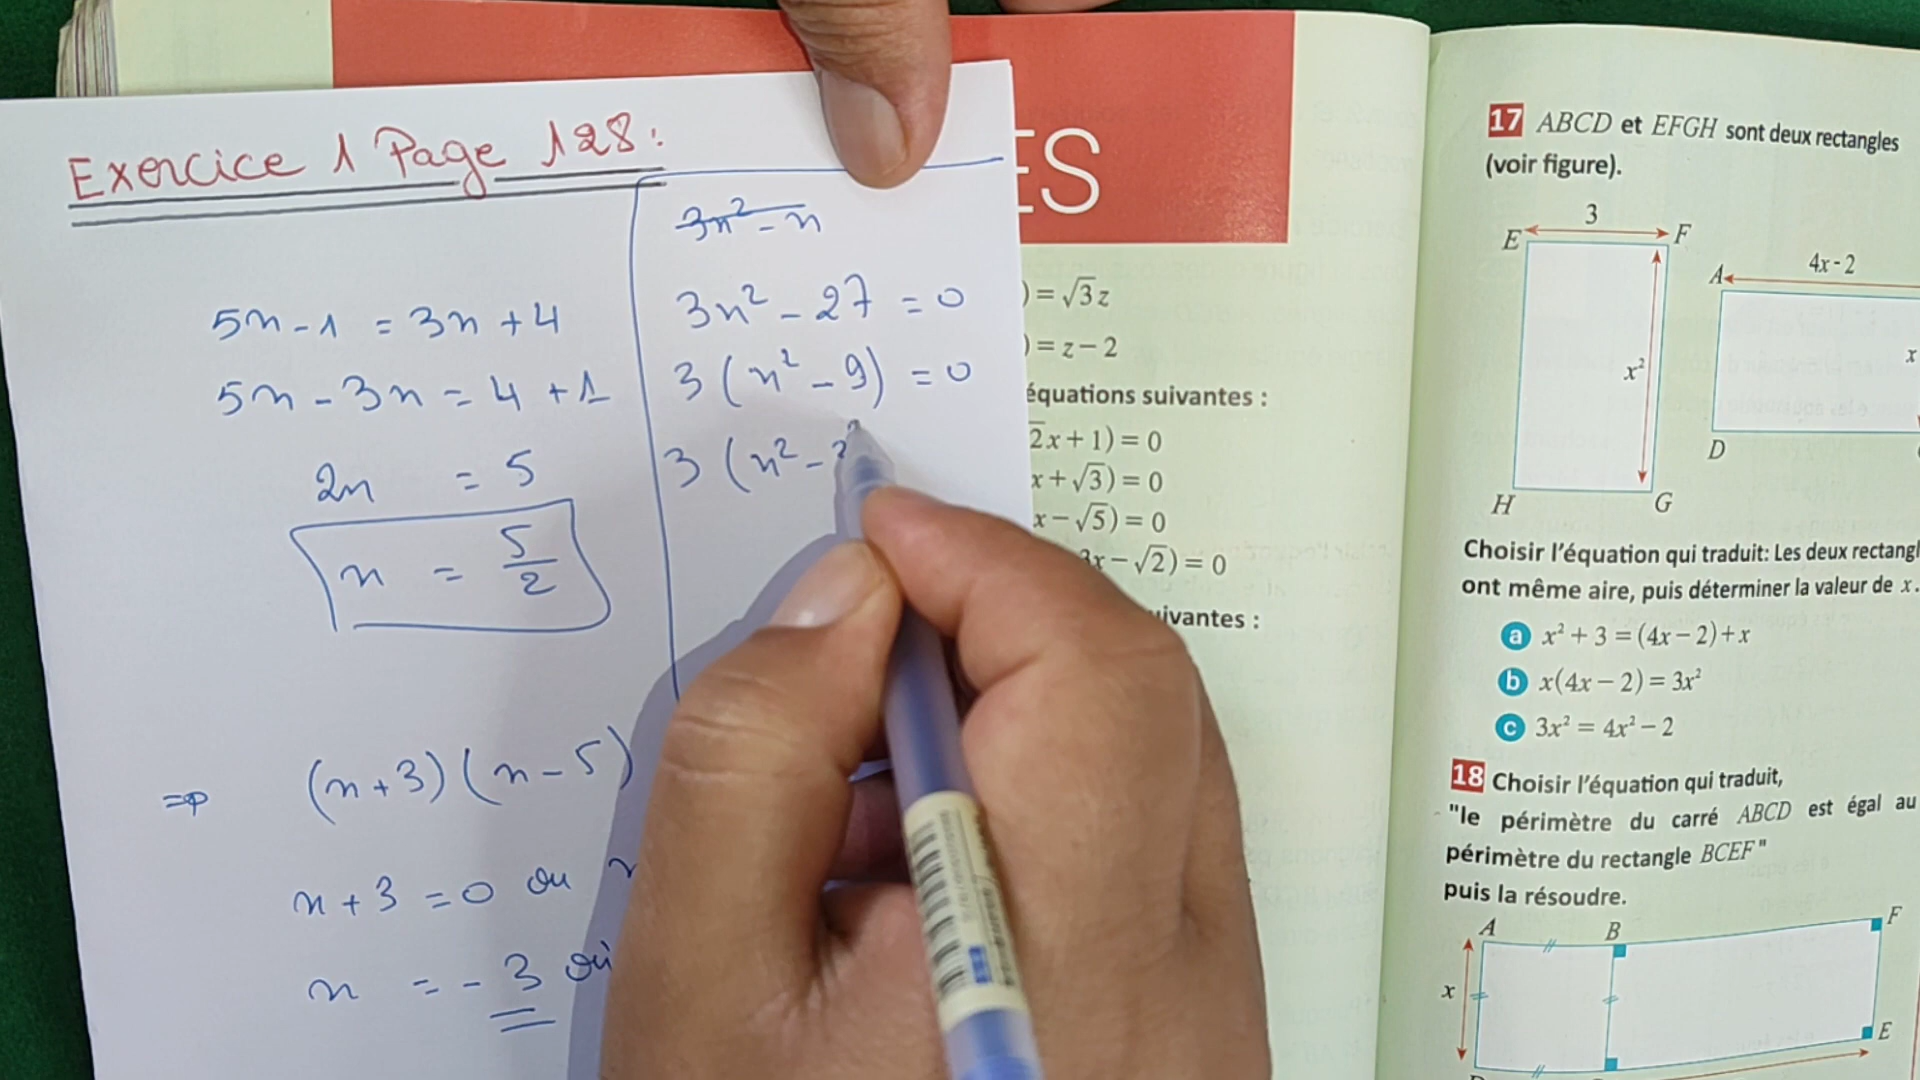 Exercice 1 Page 128:
5x - 1 = 3x + 4
5x - 3x = 4 + 1
2x = 5
x = 5/2
=> (x + 3)(x - 5)
x + 3 = 0 ou
x = - 3 ou
3x² - x
3x² - 27 = 0
3 (x² - 9) = 0
3 (x² - 3
ES
) = √3z
) = z − 2
équations suivantes :
2x + 1) = 0
x + √3) = 0
x − √5) = 0
3x − √2) = 0
uivantes :
17 ABCD et EFGH sont deux rectangles
(voir figure).
3
E F
A 4x - 2
x² x
D
H G
Choisir l'équation qui traduit: Les deux rectangl
ont même aire, puis déterminer la valeur de x.
a x² + 3 = (4x − 2) + x
b x(4x − 2) = 3x²
c 3x² = 4x² − 2
18 Choisir l'équation qui traduit,
"le périmètre du carré ABCD est égal au
périmètre du rectangle BCEF"
puis la résoudre.
A B F
x
E